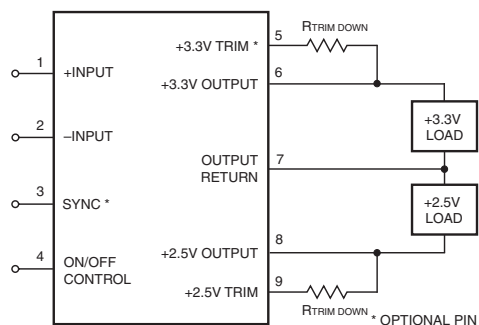 RTRIM DOWN
5
+3.3V TRIM *
1
6
+INPUT
+3.3V OUTPUT
+3.3V
LOAD
2
–INPUT
7
OUTPUT
RETURN
3
SYNC *
+2.5V
LOAD
4
8
ON/OFF
CONTROL
+2.5V OUTPUT
9
+2.5V TRIM
RTRIM DOWN
* OPTIONAL PIN